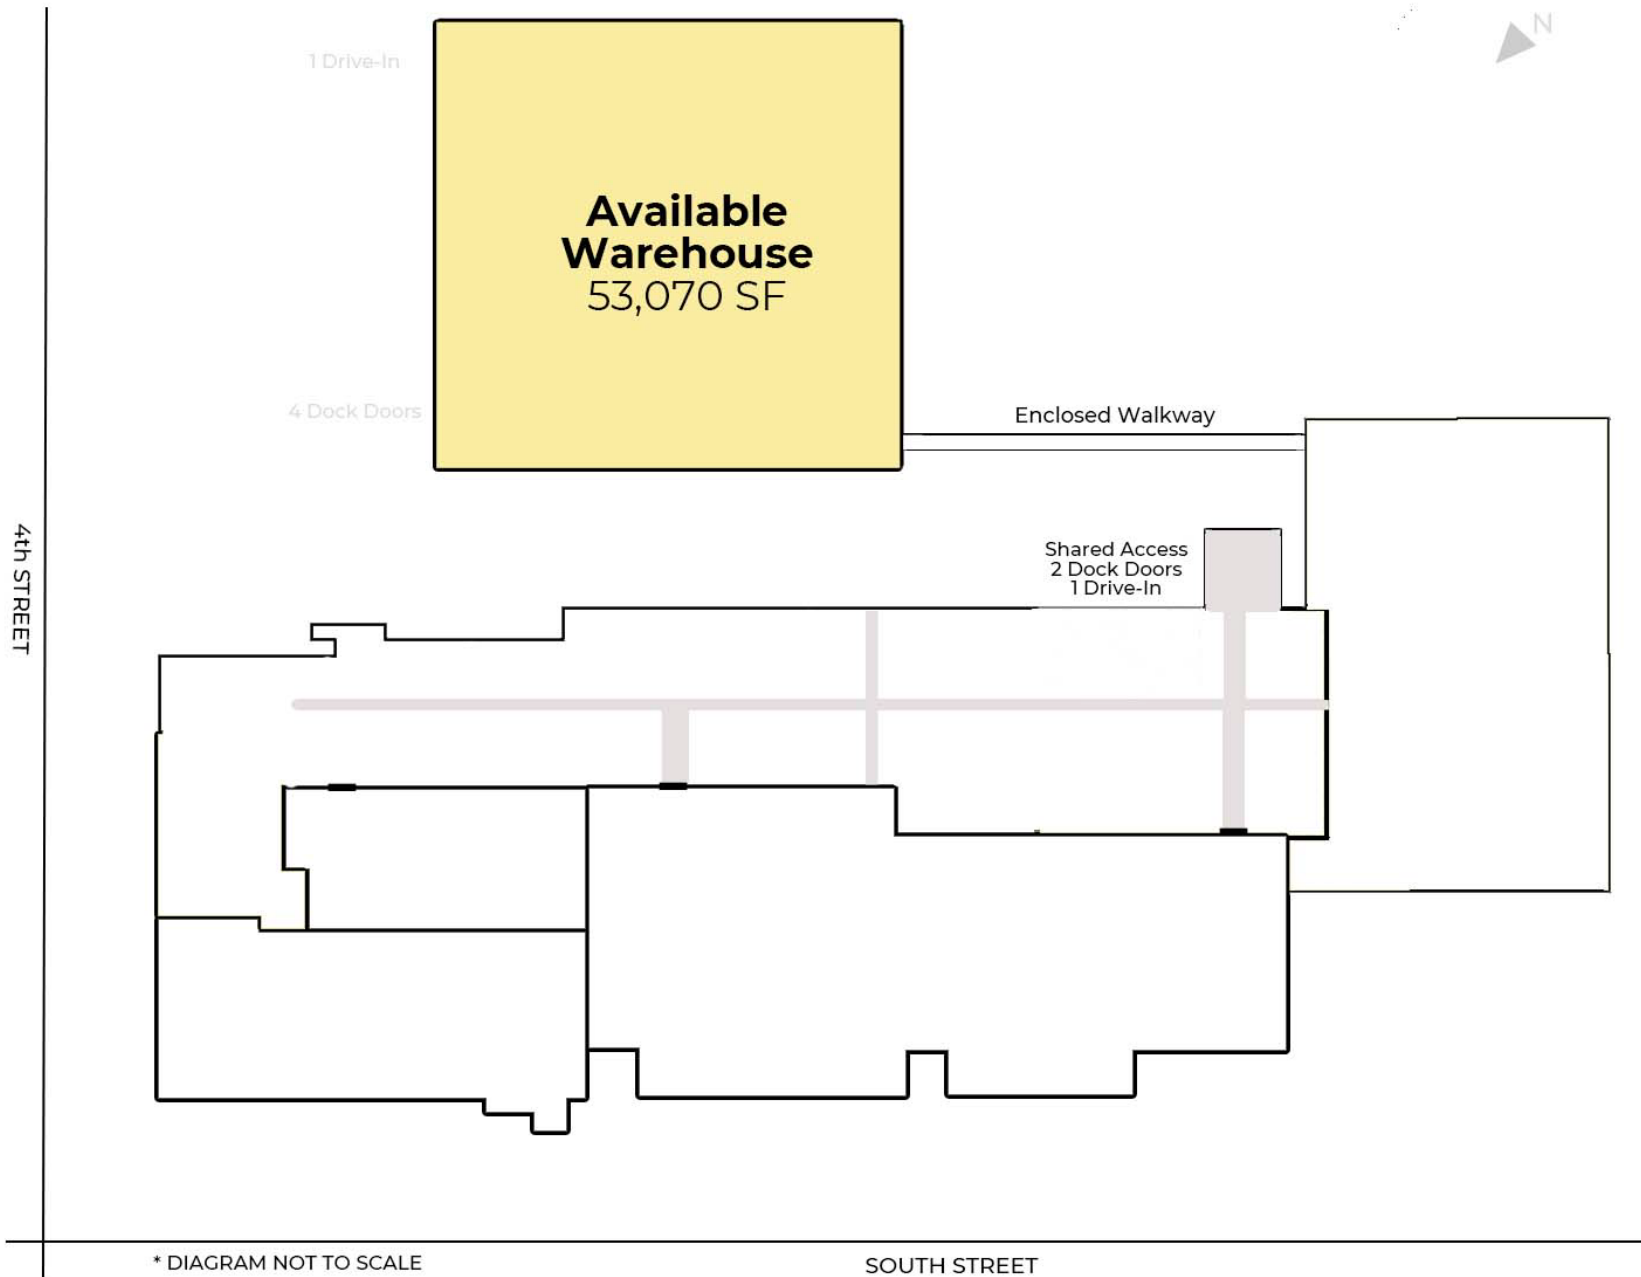 N
1 Drive-In
Available
Warehouse
53,070 SF
4 Dock Doors
Enclosed Walkway
4th STREET
Shared Access
2 Dock Doors
1 Drive-In
* DIAGRAM NOT TO SCALE
SOUTH STREET